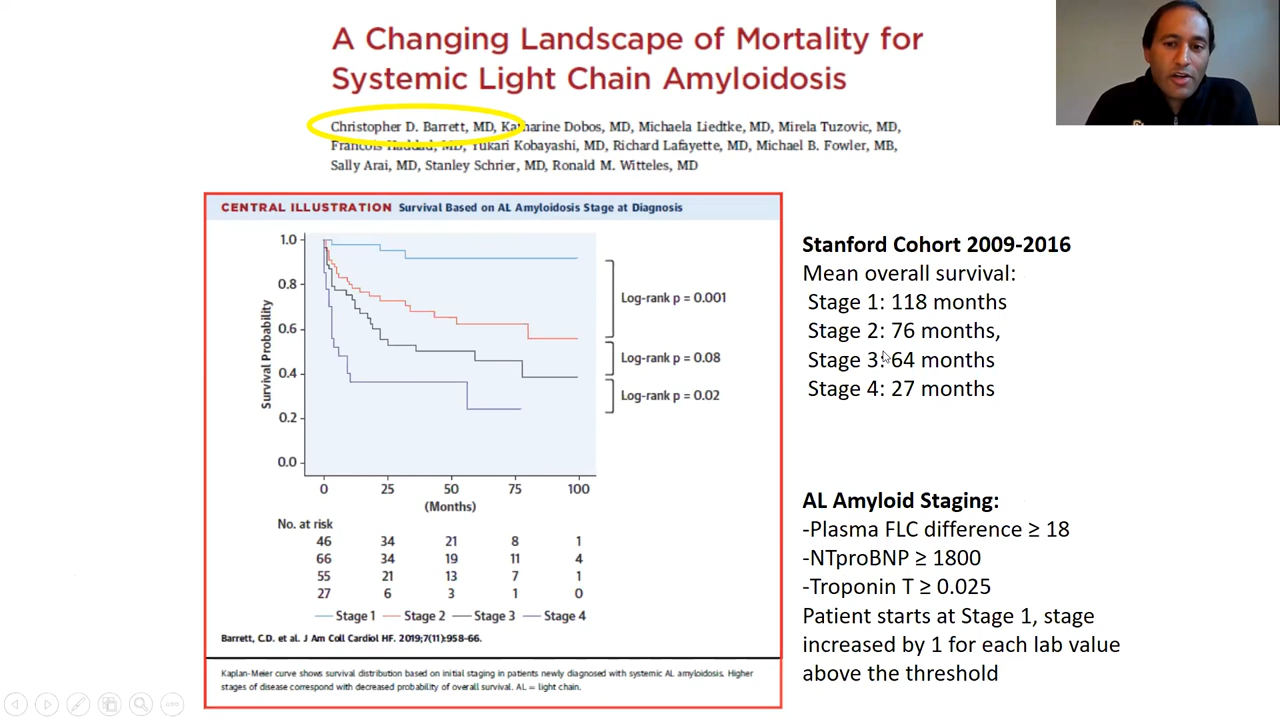 A Changing Landscape of Mortality for
Systemic Light Chain Amyloidosis
Christopher D. Barrett, MD, Katharine Dobos, MD, Michaela Liedtke, MD, Mirela Tuzovic, MD,
Francois Haddad, MD, Yukari Kobayashi, MD, Richard Lafayette, MD, Michael B. Fowler, MB,
Sally Arai, MD, Stanley Schrier, MD, Ronald M. Witteles, MD
CENTRAL ILLUSTRATION Survival Based on AL Amyloidosis Stage at Diagnosis
Survival Probability
1.0
0.8
0.6
0.4
0.2
0.0
0 25 50 75 100
(Months)
Log-rank p = 0.001
Log-rank p = 0.08
Log-rank p = 0.02
No. at risk
46 34 21 8 1
66 34 19 11 4
55 21 13 7 1
27 6 3 1 0
Stage 1 Stage 2 Stage 3 Stage 4
Barrett, C.D. et al. J Am Coll Cardiol HF. 2019;7(11):958-66.
Kaplan-Meier curve shows survival distribution based on initial staging in patients newly diagnosed with systemic AL amyloidosis. Higher
stages of disease correspond with decreased probability of overall survival. AL = light chain.
Stanford Cohort 2009-2016
Mean overall survival:
Stage 1: 118 months
Stage 2: 76 months,
Stage 3: 64 months
Stage 4: 27 months
AL Amyloid Staging:
-Plasma FLC difference ≥ 18
-NTproBNP ≥ 1800
-Troponin T ≥ 0.025
Patient starts at Stage 1, stage
increased by 1 for each lab value
above the threshold